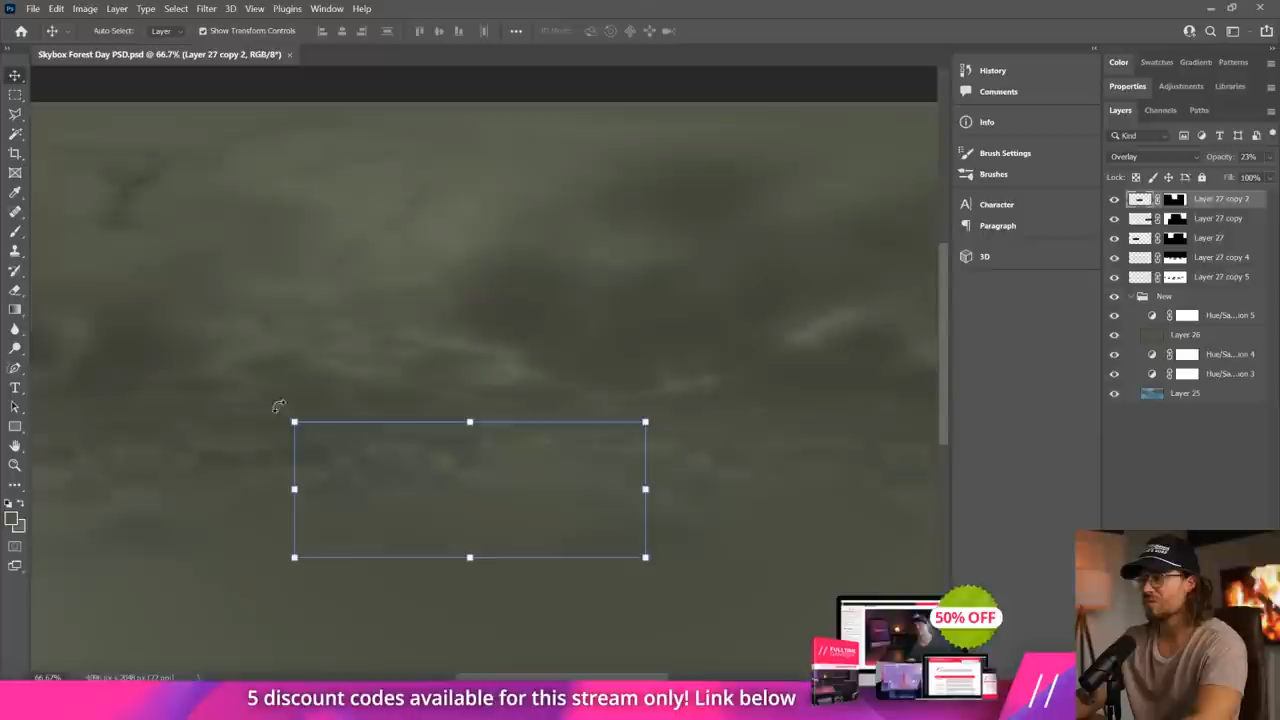 Ps File Edit Image Layer Type Select Filter 3D View Plugins Window Help
Auto Select: Layer Show Transform Controls 3D Mode:
Skybox Forest Day PSD.psd @ 66.7% (Layer 27 copy 2, RGB/8*)
History
Comments
Info
Brush Settings
Brushes
Character
Paragraph
3D
Color Swatches Gradients Patterns
Properties Adjustments Libraries
Layers Channels Paths
Kind
Overlay Opacity: 23%
Lock: Fill: 100%
Layer 27 copy 2
Layer 27 copy
Layer 27
Layer 27 copy 4
Layer 27 copy 5
New
Hue/Sa...ion 5
Layer 26
Hue/Sa...ion 4
Hue/Sa...ion 3
Layer 25
66.67%
50% OFF
// FULLTIME
5 discount codes available for this stream only! Link below
//